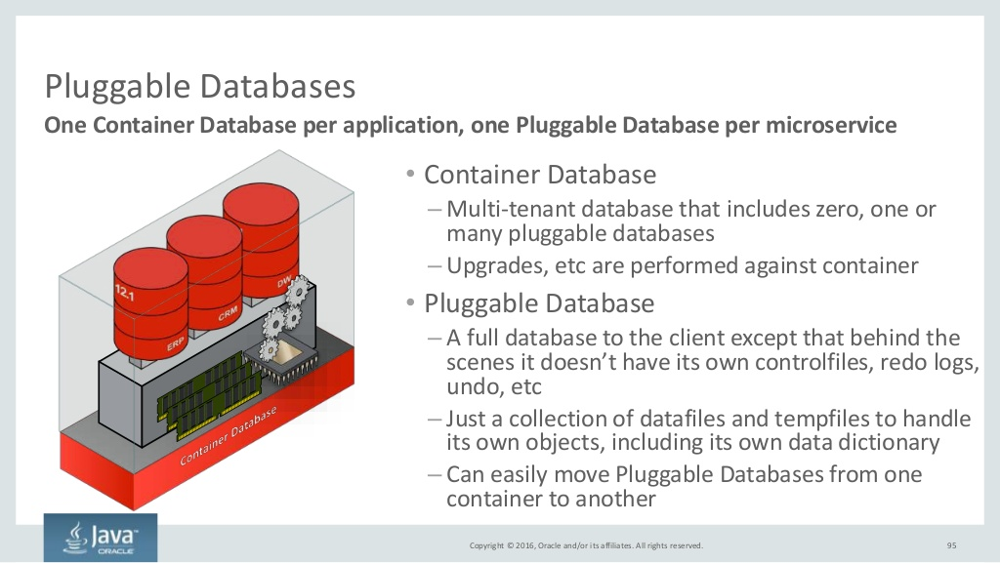 Pluggable Databases
One Container Database per application, one Pluggable Database per microservice
12.1
ERP
CRM
DW
Container Database
• Container Database
– Multi-tenant database that includes zero, one or
many pluggable databases
– Upgrades, etc are performed against container
• Pluggable Database
– A full database to the client except that behind the
scenes it doesn’t have its own controlfiles, redo logs,
undo, etc
– Just a collection of datafiles and tempfiles to handle
its own objects, including its own data dictionary
– Can easily move Pluggable Databases from one
container to another
Java™
ORACLE
Copyright © 2016, Oracle and/or its affiliates. All rights reserved.
95